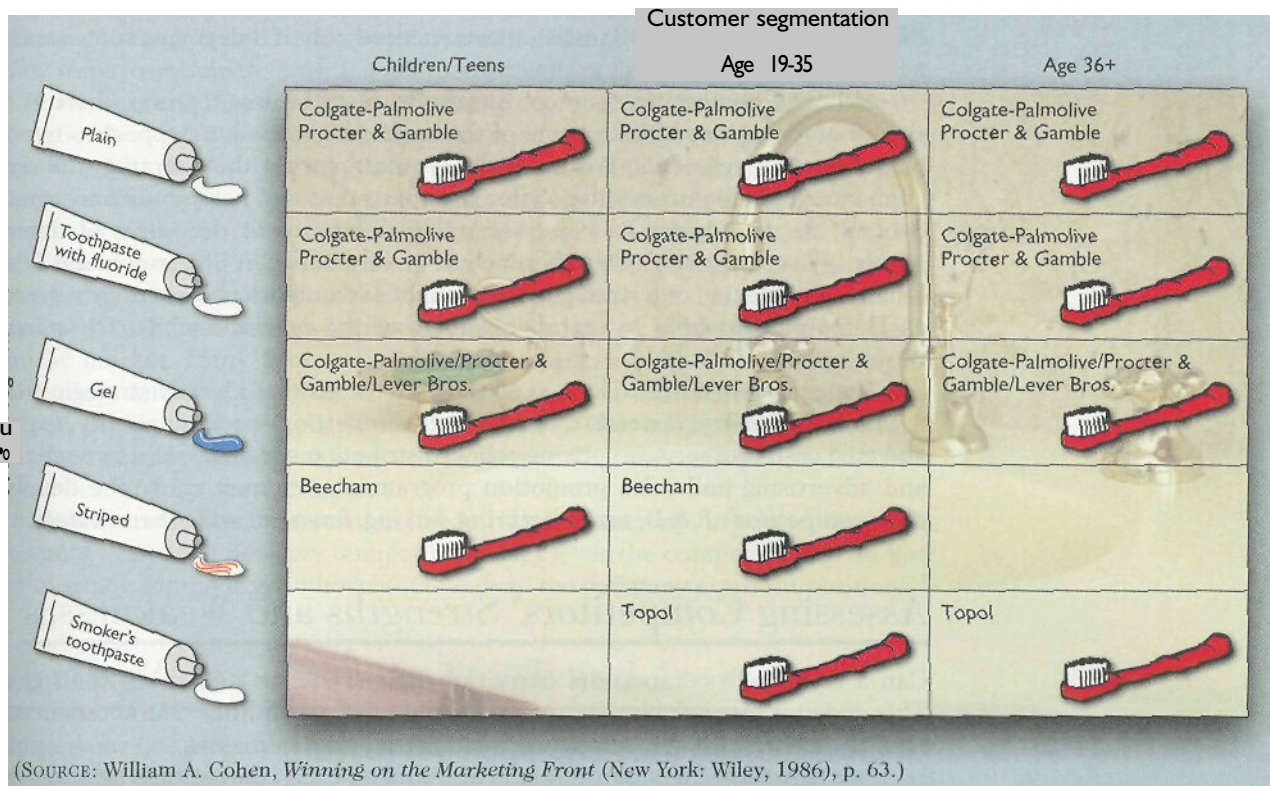 Customer segmentation
Children/Teens
Age 19-35
Age 36+
Plain
Colgate-Palmolive
Procter & Gamble
Colgate-Palmolive
Procter & Gamble
Colgate-Palmolive
Procter & Gamble
Toothpaste
with fluoride
Colgate-Palmolive
Procter & Gamble
Colgate-Palmolive
Procter & Gamble
Colgate-Palmolive
Procter & Gamble
Gel
Colgate-Palmolive/Procter &
Gamble/Lever Bros.
Colgate-Palmolive/Procter &
Gamble/Lever Bros.
Colgate-Palmolive/Procter &
Gamble/Lever Bros.
Striped
Beecham
Beecham
Smoker's
toothpaste
Topol
Topol
(SOURCE: William A. Cohen, Winning on the Marketing Front (New York: Wiley, 1986), p. 63.)